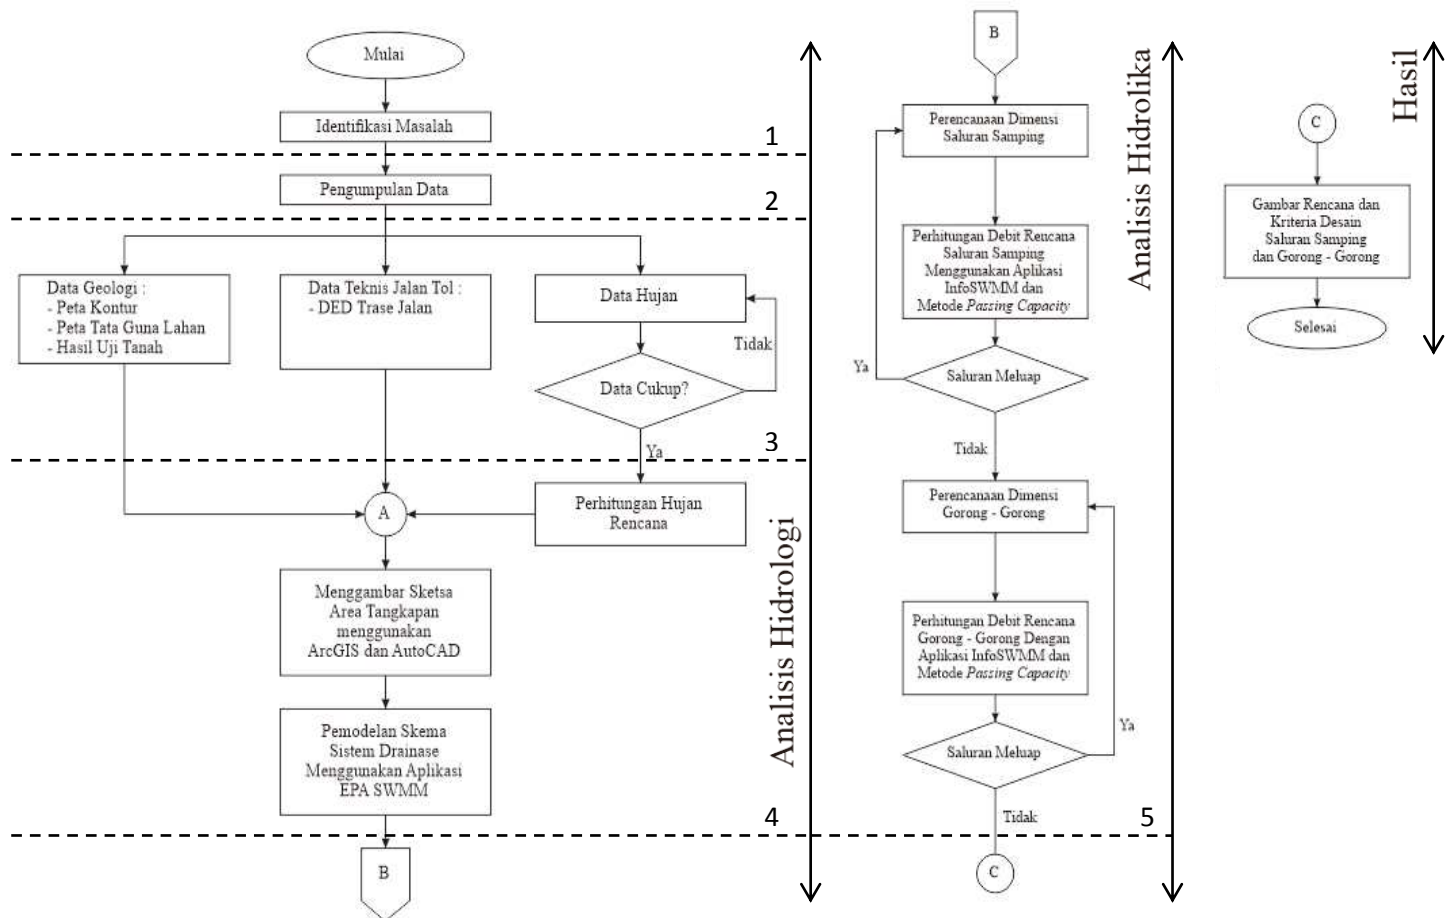 Mulai
Identifikasi Masalah
1
Pengumpulan Data
2
Data Geologi :
- Peta Kontur
- Peta Tata Guna Lahan
- Hasil Uji Tanah
Data Teknis Jalan Tol :
- DED Trase Jalan
Data Hujan
Tidak
Data Cukup?
Ya
3
A
Perhitungan Hujan
Rencana
Menggambar Sketsa
Area Tangkapan
menggunakan
ArcGIS dan AutoCAD
Pemodelan Skema
Sistem Drainase
Menggunakan Aplikasi
EPA SWMM
4
B
Analisis Hidrologi
B
Perencanaan Dimensi
Saluran Samping
Perhitungan Debit Rencana
Saluran Samping
Menggunakan Aplikasi
InfoSWMM dan
Metode Passing Capacity
Ya
Saluran Meluap
Tidak
Perencanaan Dimensi
Gorong - Gorong
Perhitungan Debit Rencana
Gorong - Gorong Dengan
Aplikasi InfoSWMM dan
Metode Passing Capacity
Ya
Saluran Meluap
Tidak
5
C
Analisis Hidrolika
C
Gambar Rencana dan
Kriteria Desain
Saluran Samping
dan Gorong - Gorong
Selesai
Hasil